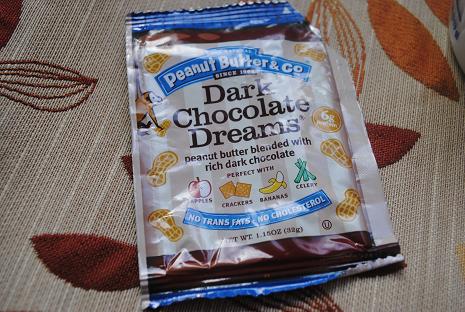 Peanut Butter & Co
SINCE 1998
Dark
Chocolate
Dreams®
peanut butter blended with
rich dark chocolate
6g
PERFECT WITH
APPLES CRACKERS BANANAS CELERY
NO TRANS FATS · NO CHOLESTEROL
NET WT. 1.15OZ (32g)
U